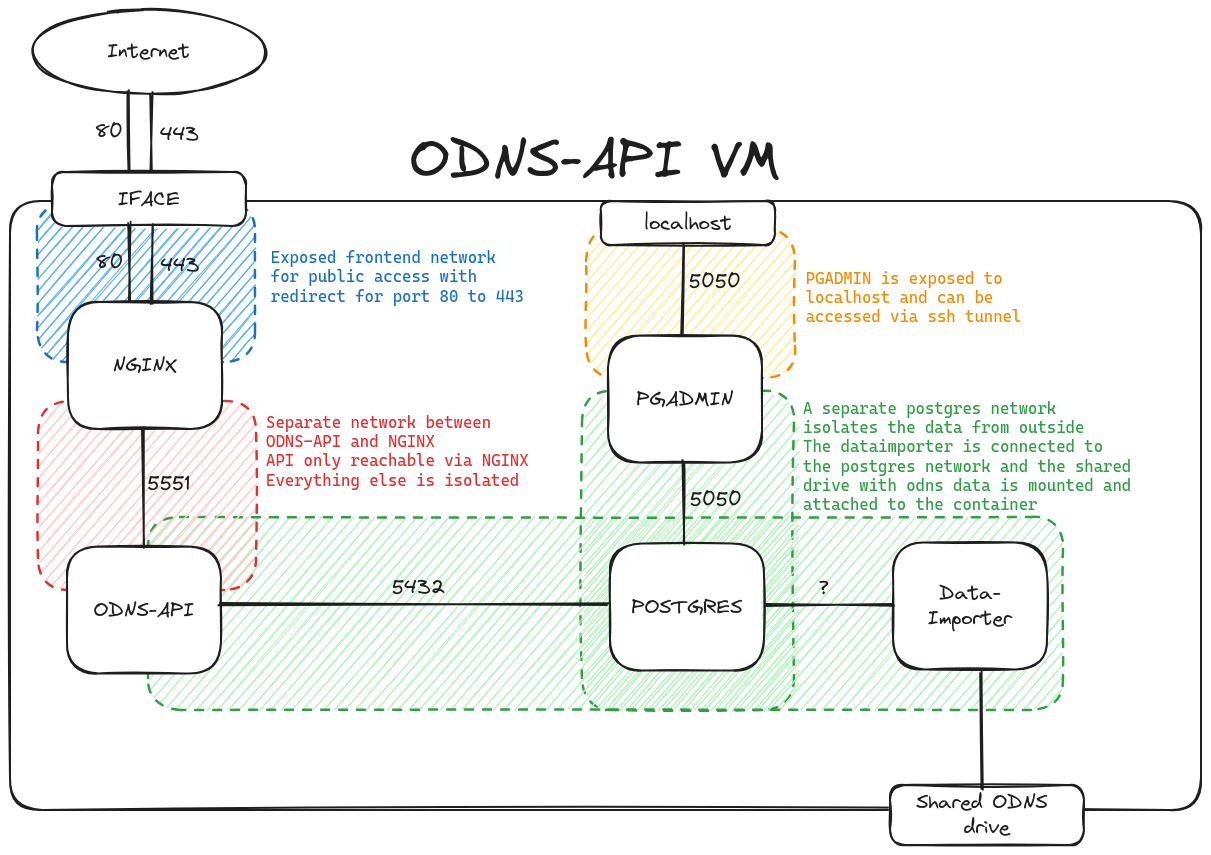 Internet
80
443
ODNS-API VM
IFACE
localhost
80
443
Exposed frontend network
for public access with
redirect for port 80 to 443
5050
PGADMIN is exposed to
localhost and can be
accessed via ssh tunnel
NGINX
PGADMIN
Separate network between
ODNS-API and NGINX
API only reachable via NGINX
Everything else is isolated
A separate postgres network
isolates the data from outside
The dataimporter is connected to
the postgres network and the shared
drive with odns data is mounted and
attached to the container
5551
5050
5432
?
ODNS-API
POSTGRES
Data-
Importer
Shared ODNS
drive